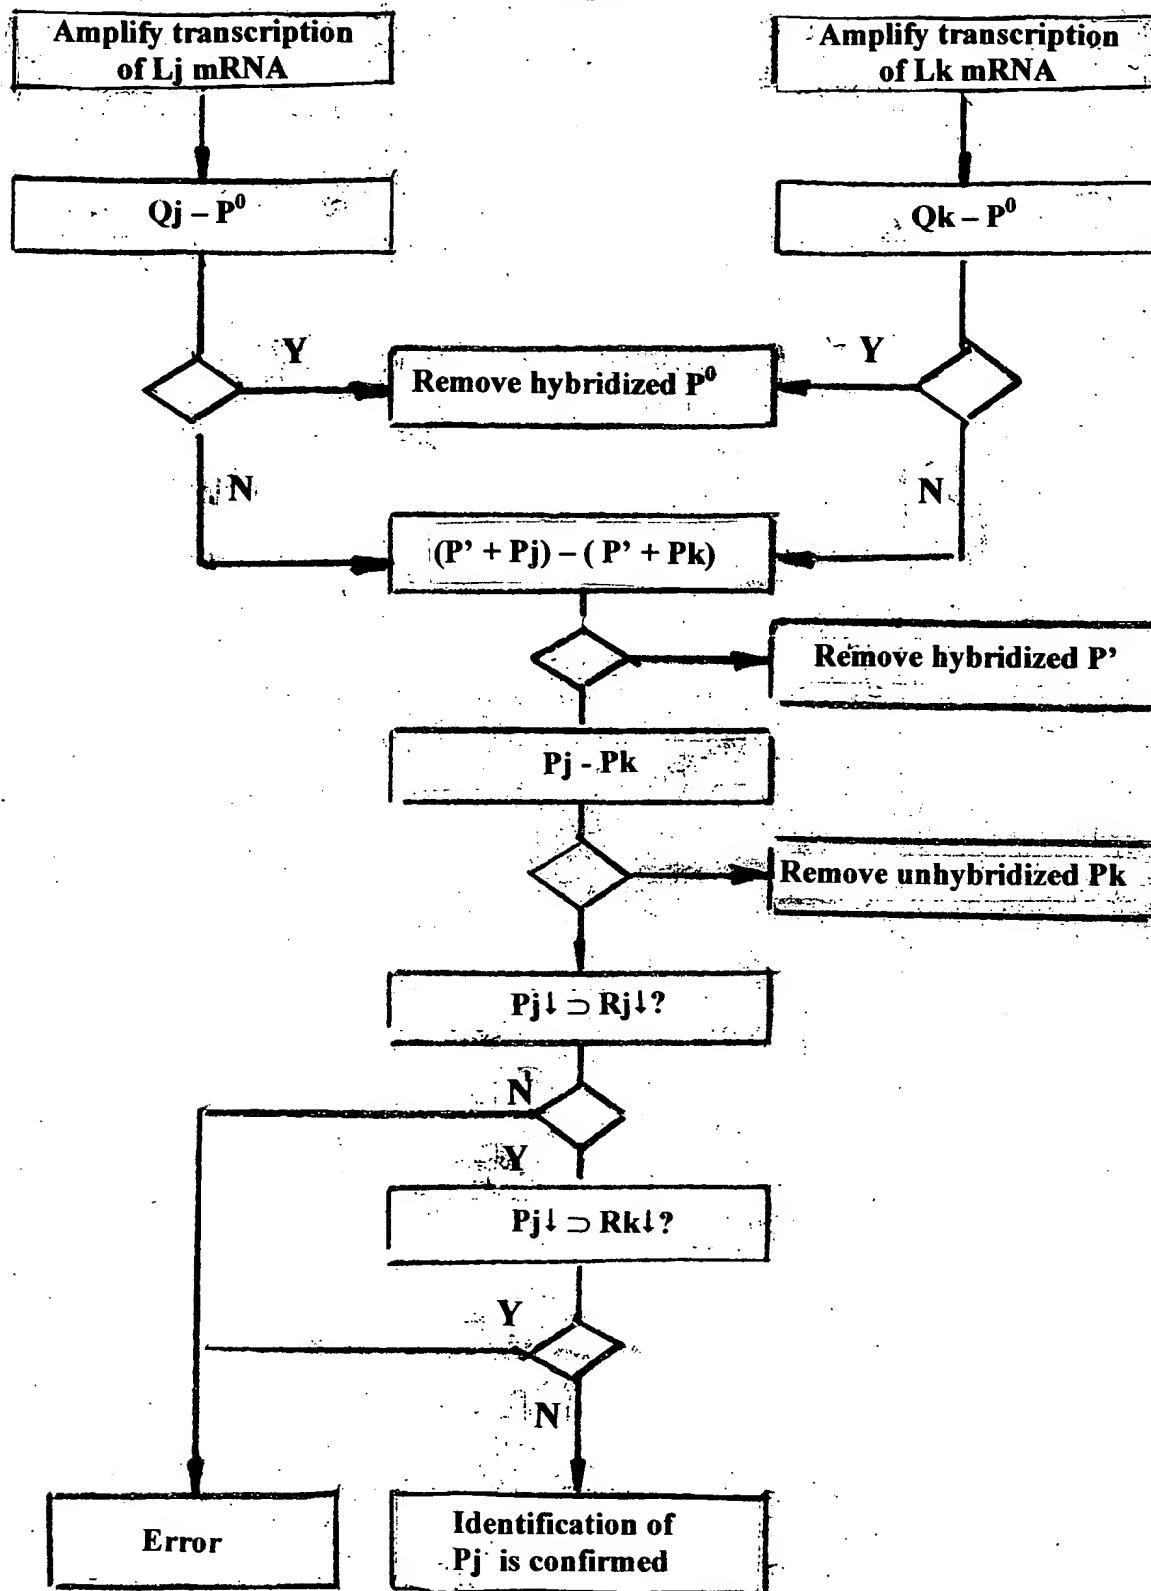 Amplify transcription
of Lj mRNA
Amplify transcription
of Lk mRNA
Qj – P⁰
Qk – P⁰
Y
Y
Remove hybridized P⁰
N
N
(P’ + Pj) – ( P’ + Pk)
Remove hybridized P’
Pj - Pk
Remove unhybridized Pk
Pj↓ ⊃ Rj↓?
N
Y
Pj↓ ⊃ Rk↓?
Y
N
Error
Identification of
Pj is confirmed